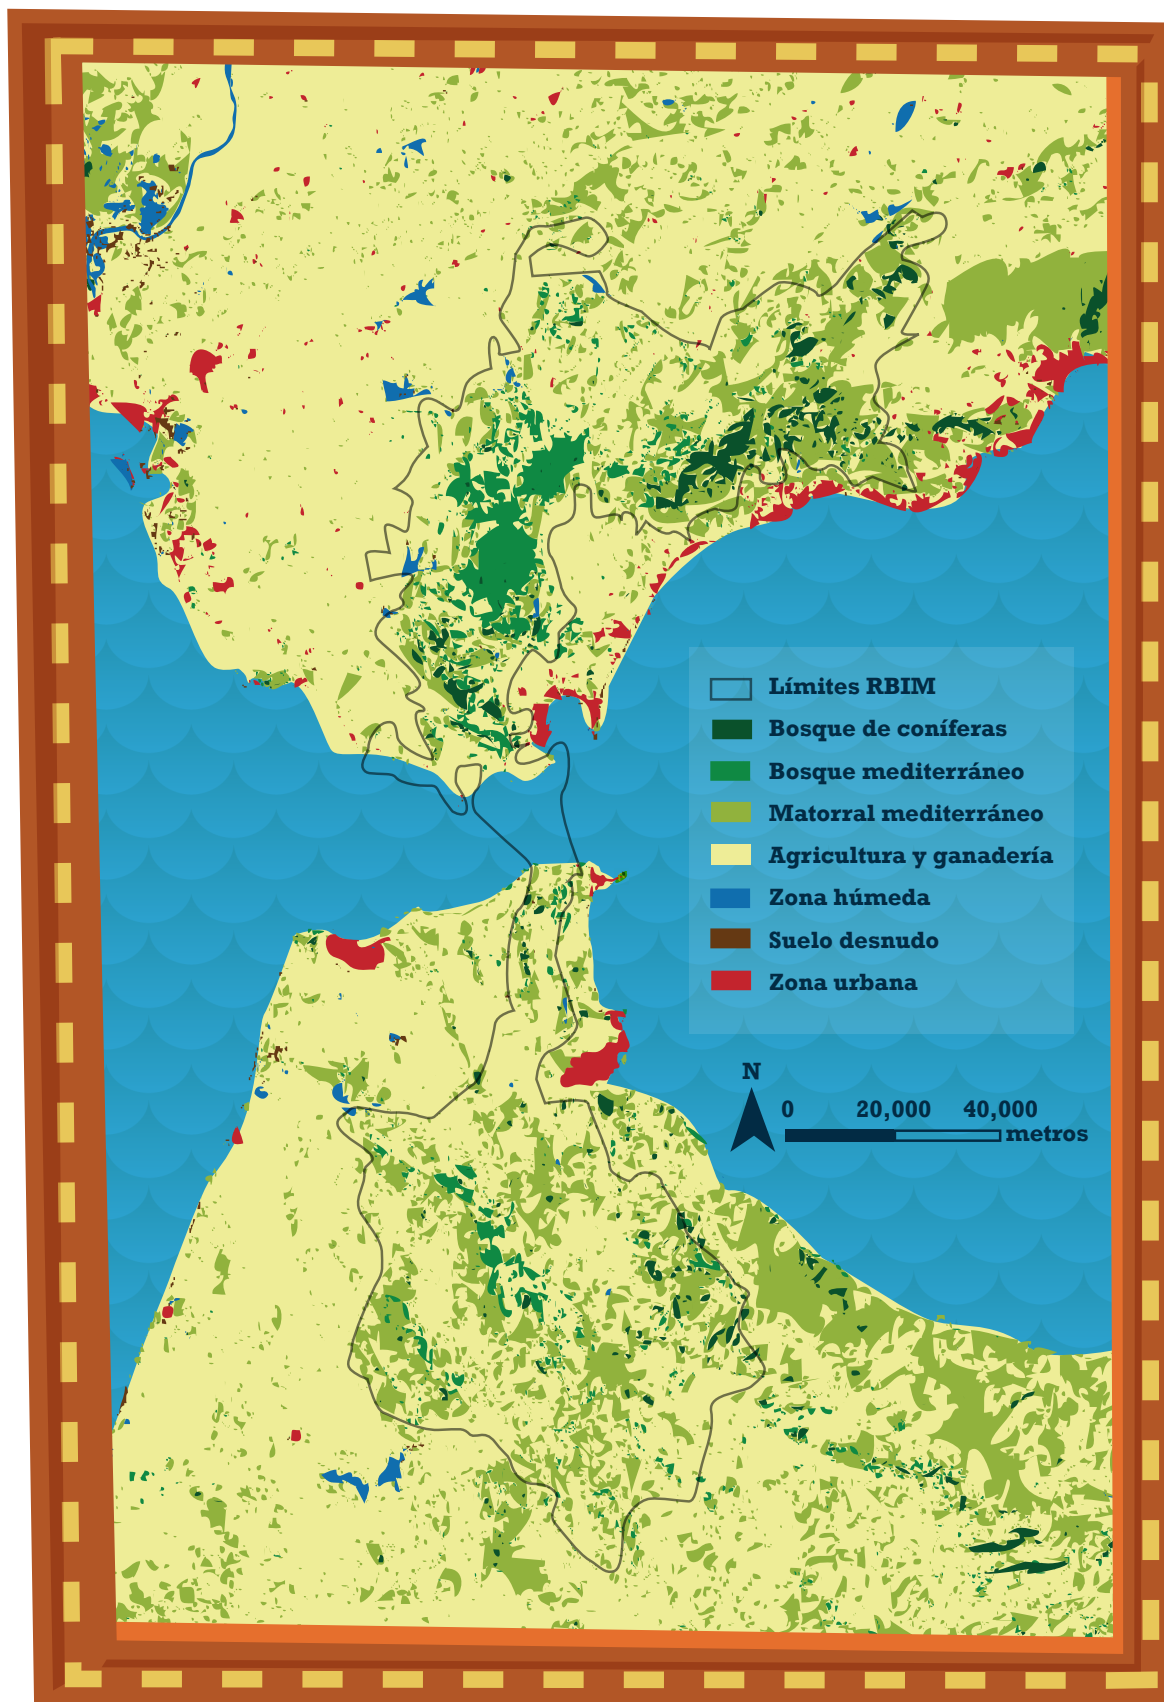 Límites RBIM
Bosque de coníferas
Bosque mediterráneo
Matorral mediterráneo
Agricultura y ganadería
Zona húmeda
Suelo desnudo
Zona urbana
N
0 20,000 40,000
metros